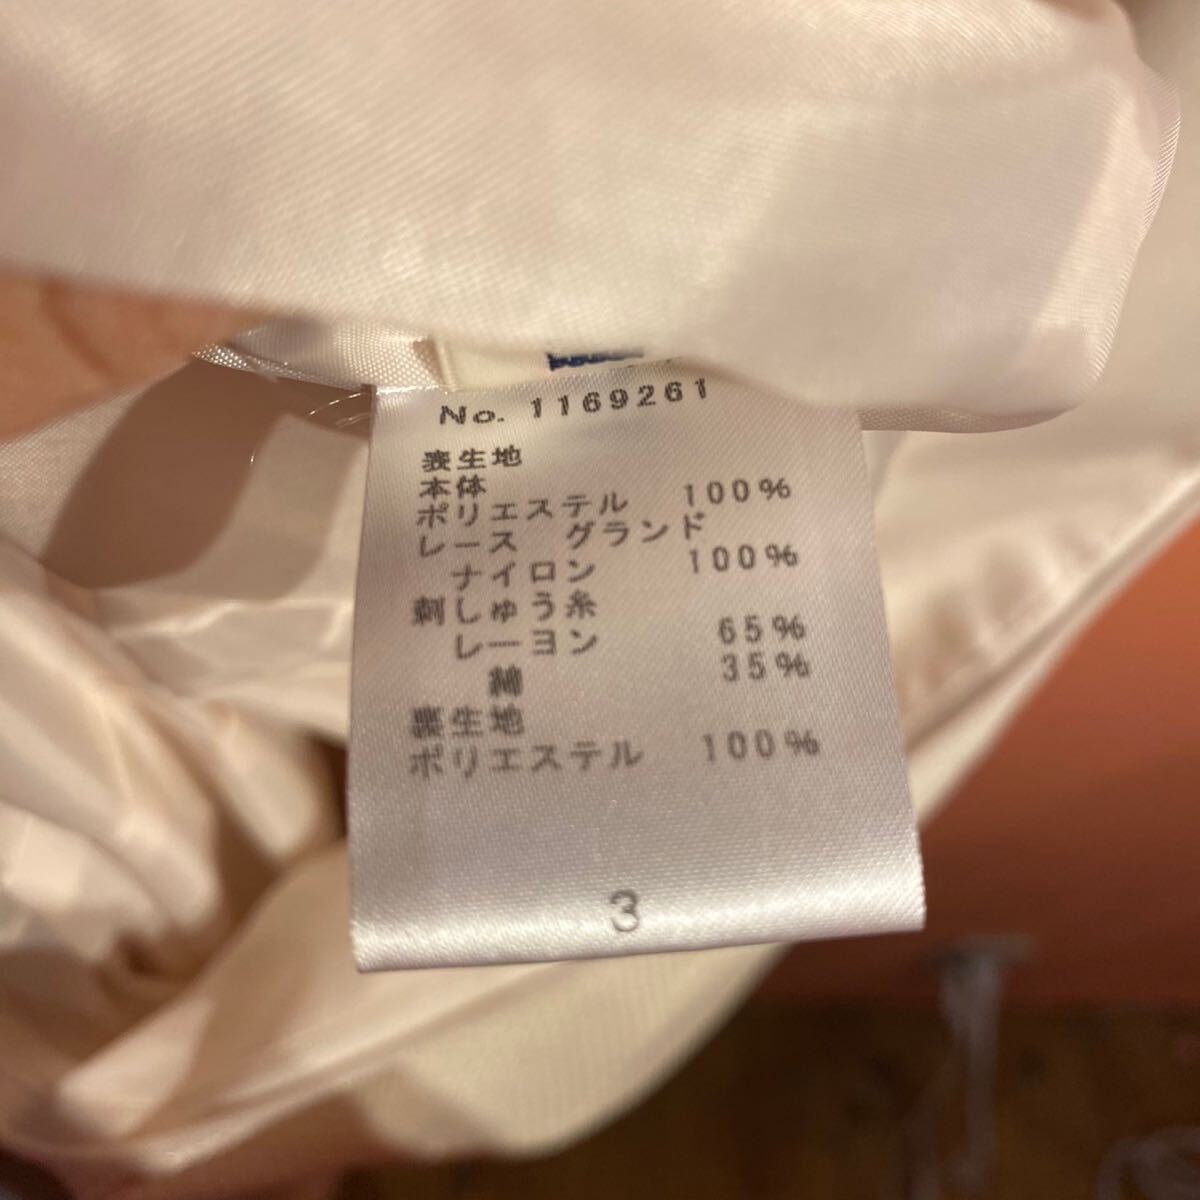 No. 1169261
表生地
本体
ポリエステル 100%
レース グランド
ナイロン 100%
刺しゅう糸
レーヨン 65%
綿 35%
裏生地
ポリエステル 100%
3